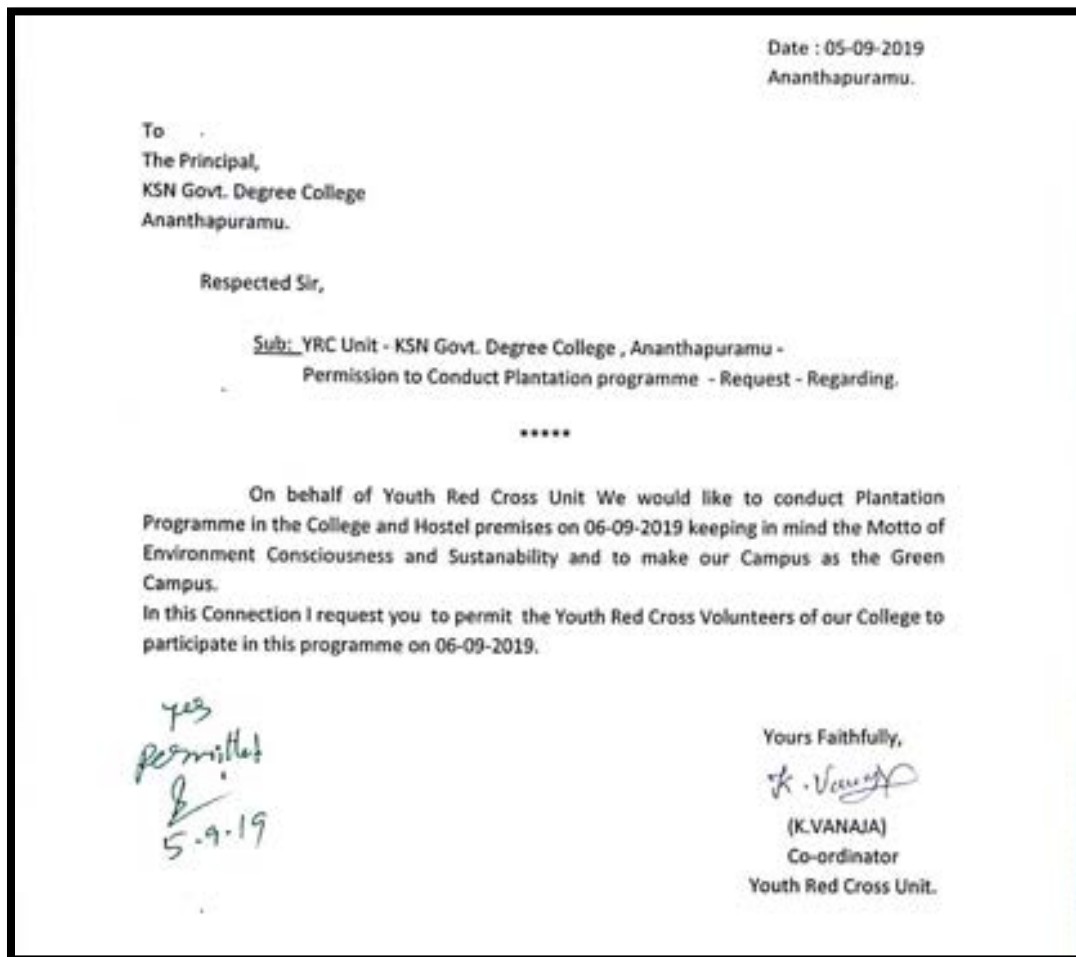 Date : 05-09-2019
Ananthapuramu.
To
The Principal,
KSN Govt. Degree College
Ananthapuramu.
Respected Sir,
Sub: YRC Unit - KSN Govt. Degree College , Ananthapuramu -
Permission to Conduct Plantation programme - Request - Regarding.
*****
On behalf of Youth Red Cross Unit We would like to conduct Plantation
Programme in the College and Hostel premises on 06-09-2019 keeping in mind the Motto of
Environment Consciousness and Sustanability and to make our Campus as the Green
Campus.
In this Connection I request you to permit the Youth Red Cross Volunteers of our College to
participate in this programme on 06-09-2019.
yes
permitted
5-9-19
Yours Faithfully,
K. Vanaja
(K.VANAJA)
Co-ordinator
Youth Red Cross Unit.